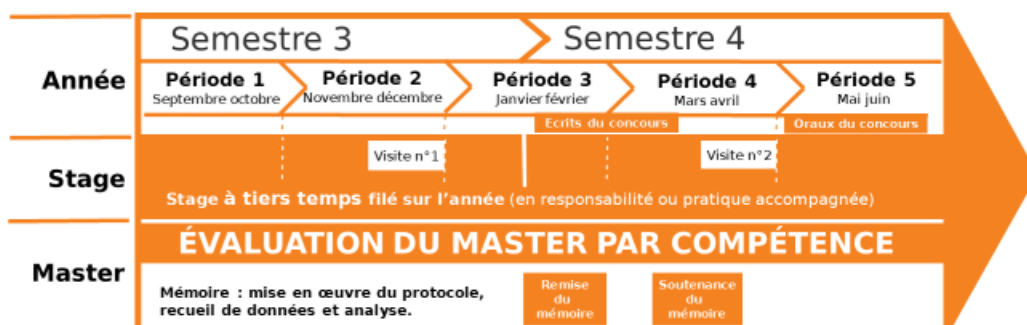 Semestre 3
Semestre 4
Année
Période 1
Septembre octobre
Période 2
Novembre décembre
Période 3
Janvier février
Période 4
Mars avril
Période 5
Mai juin
Ecrits du concours
Oraux du concours
Stage
Visite n°1
Visite n°2
Stage à tiers temps filé sur l’année (en responsabilité ou pratique accompagnée)
Master
ÉVALUATION DU MASTER PAR COMPÉTENCE
Mémoire : mise en œuvre du protocole,
recueil de données et analyse.
Remise
du
mémoire
Soutenance
du
mémoire